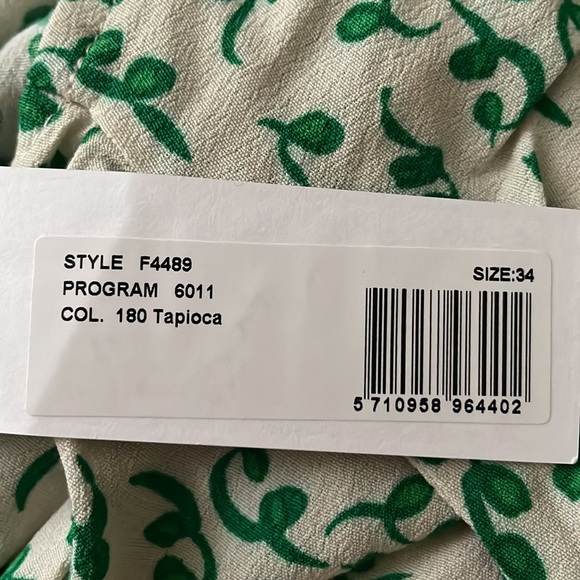 STYLE F4489
PROGRAM 6011
COL. 180 Tapioca
SIZE:34
5 710958 964402